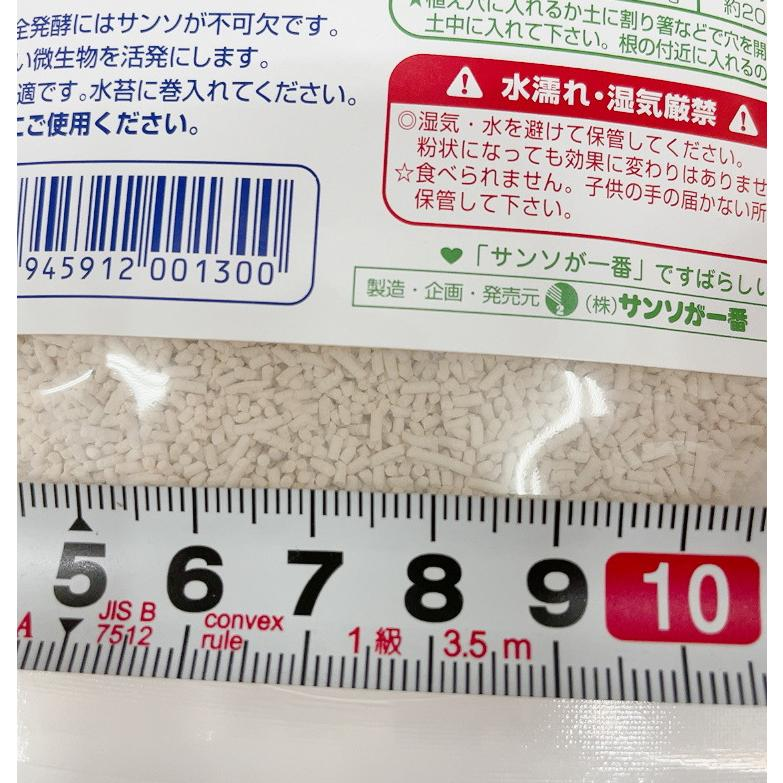 全発酵にはサンソが不可欠です。
い微生物を活発にします。
適です。水苔に巻入れてください。
にご使用ください。
945912 001300
★植え穴に入れるか土に割り箸などで穴を開
土中に入れて下さい。根の付近に入れるの
約20
水濡れ・湿気厳禁
◎湿気・水を避けて保管してください。
粉状になっても効果に変わりはありませ
☆食べられません。子供の手の届かない所
保管して下さい。
♥「サンソが一番」ですばらしい
製造・企画・発売元 (株)サンソが一番
5 6 7 8 9 10
JIS B
7512
convex
rule
1級 3.5 m